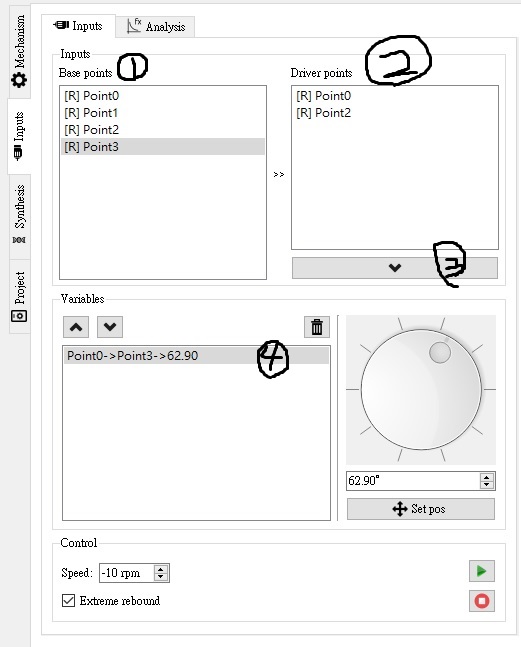 Mechanism
Inputs
Synthesis
Project
Inputs
Analysis
Inputs
Base points
1
Driver points
2
[R] Point0
[R] Point1
[R] Point2
[R] Point3
>>
[R] Point0
[R] Point2
3
Variables
Point0->Point3->62.90
4
62.90°
Set pos
Control
Speed: -10 rpm
Extreme rebound